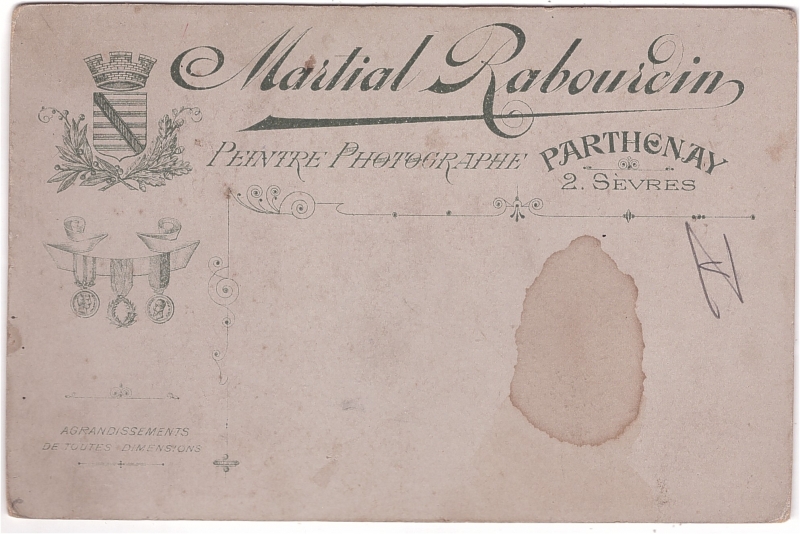 Martial Rabourdin
PEINTRE PHOTOGRAPHE
PARTHENAY
2. SÈVRES
AGRANDISSEMENTS
DE TOUTES DIMENSIONS